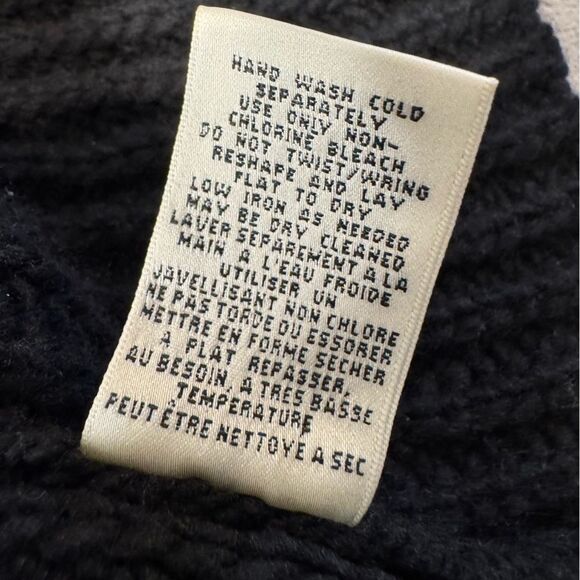 HAND WASH COLD
SEPARATELY
USE ONLY NON-
CHLORINE BLEACH
DO NOT TWIST/WRING
RESHAPE AND LAY
FLAT TO DRY
LOW IRON AS NEEDED
MAY BE DRY CLEANED
LAVER SEPAREMENT A LA
MAIN A L'EAU FROIDE
UTILISER UN
JAVELLISANT NON CHLORE
NE PAS TORDE OU ESSORER
METTRE EN FORME SECHER
A PLAT REPASSER,
AU BESOIN, A TRES BASSE
TEMPERATURE
PEUT ÊTRE NETTOYE A SEC